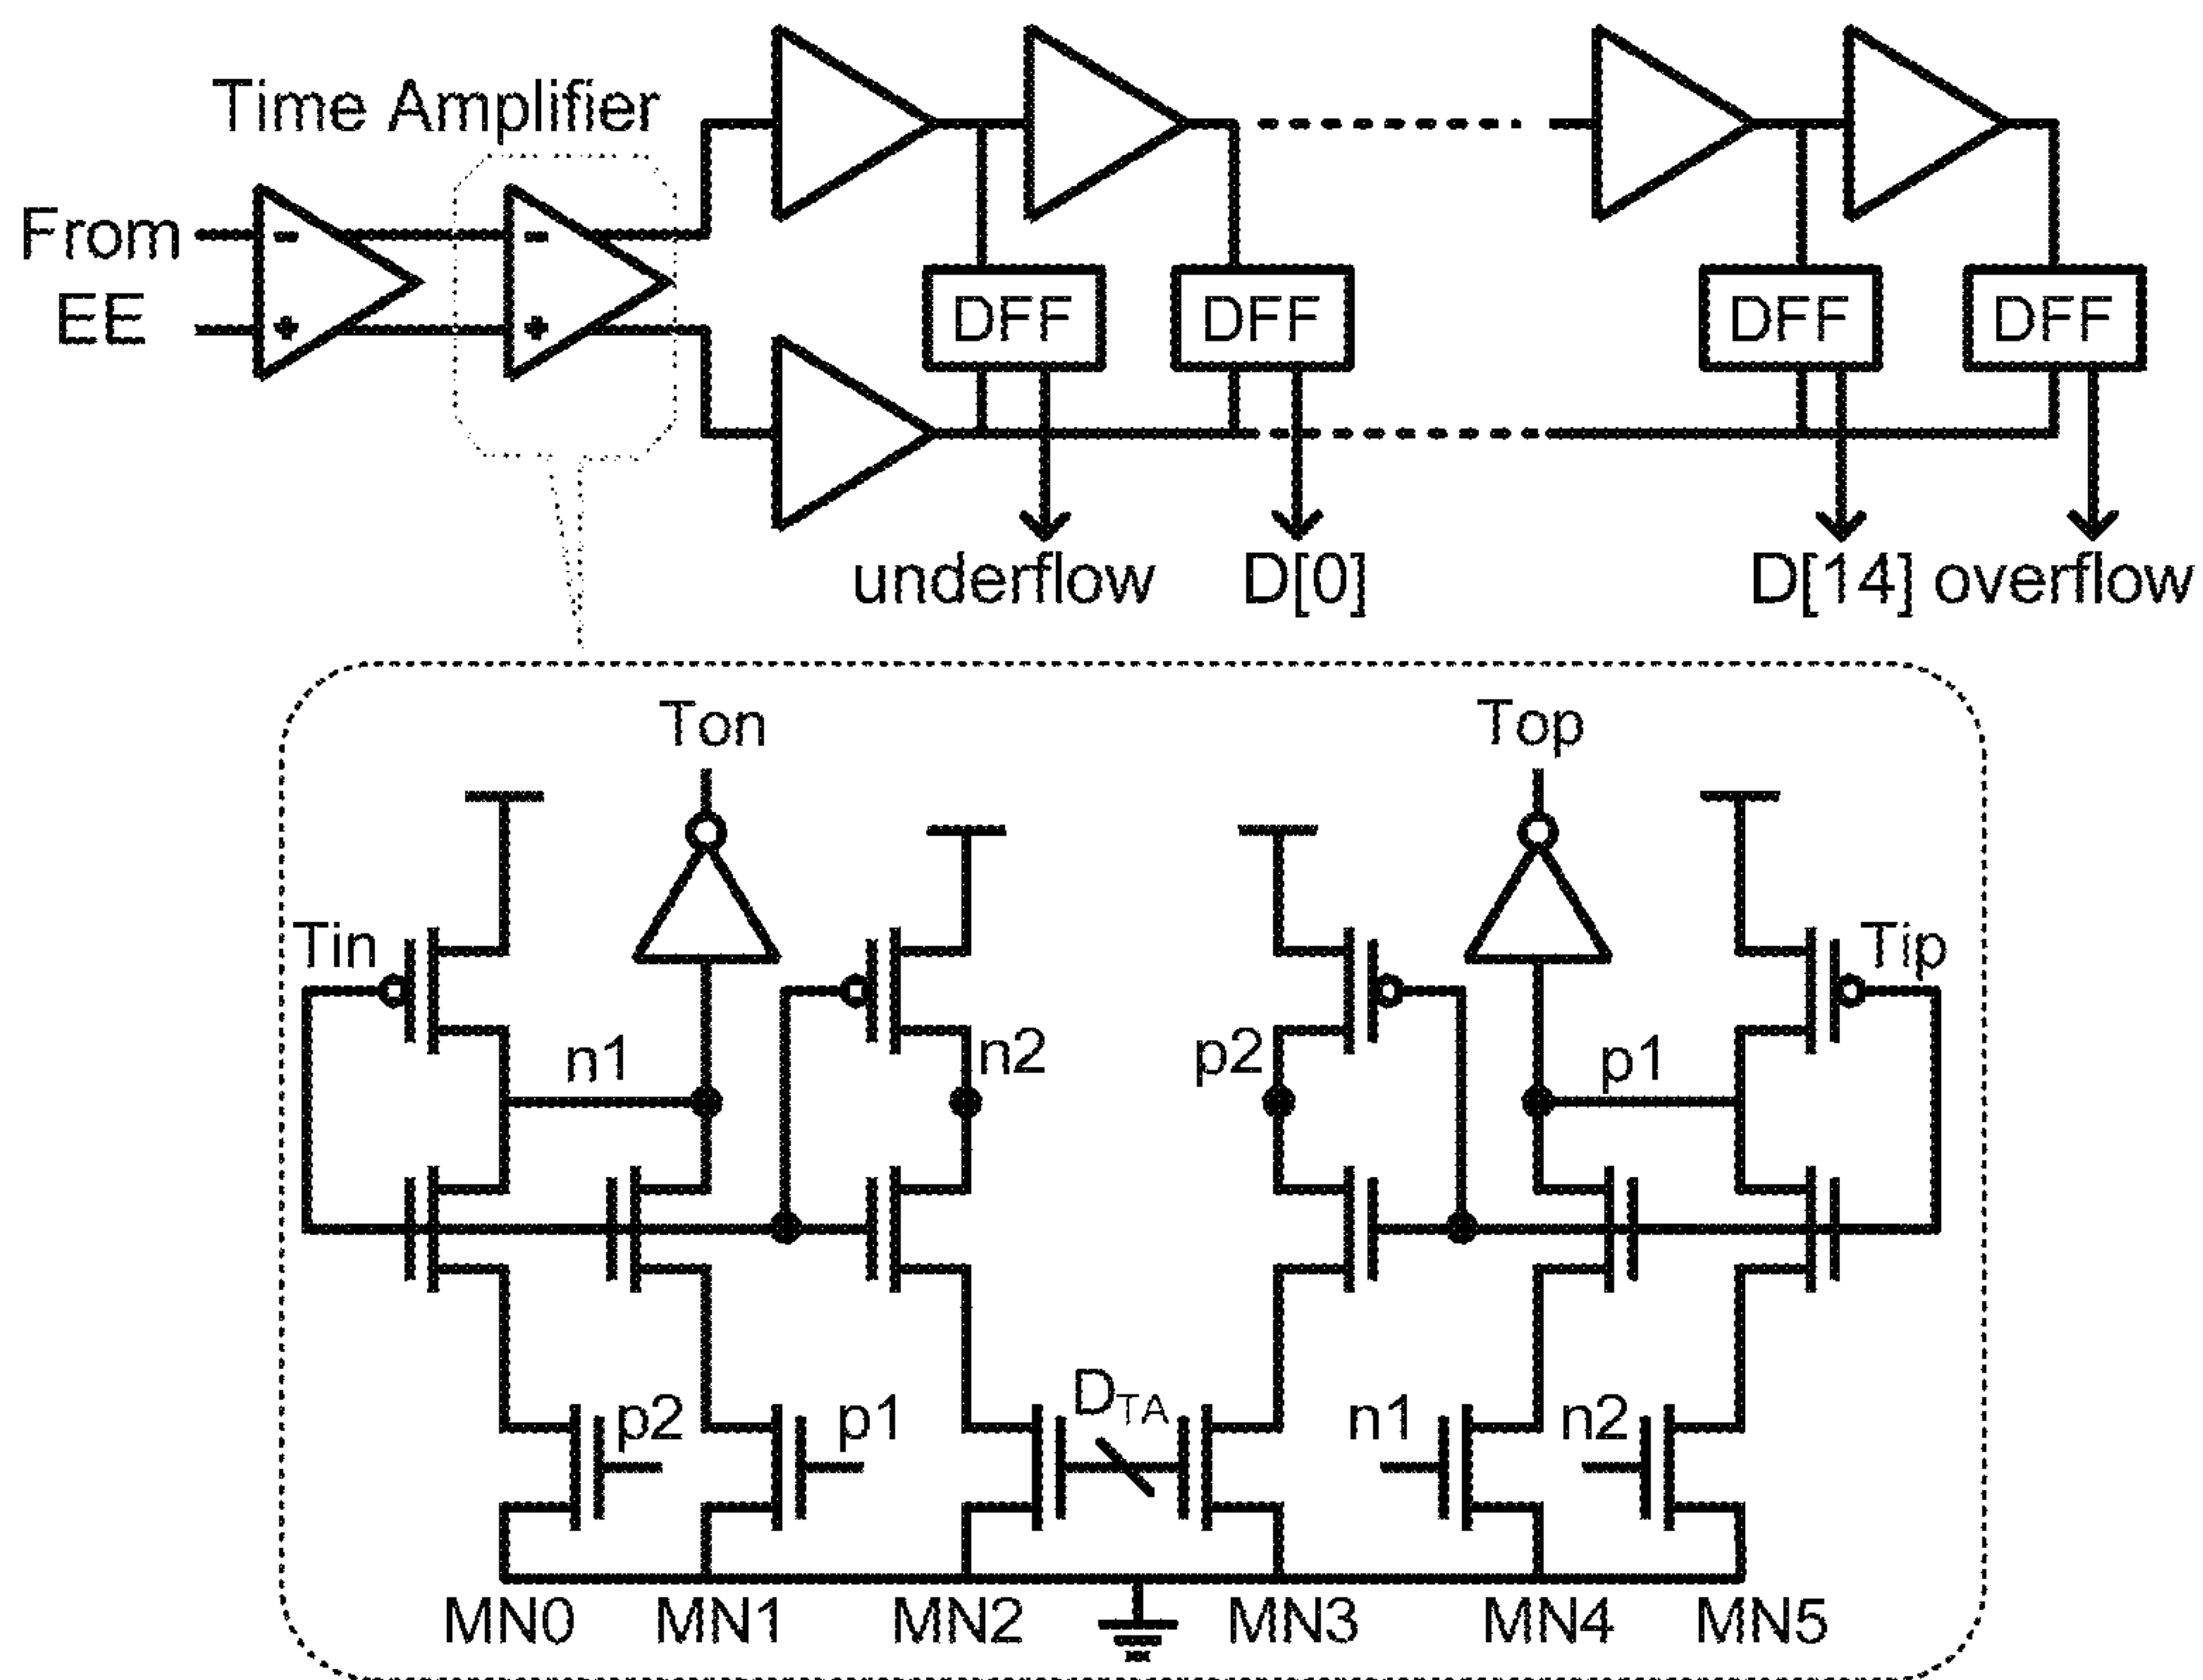 Time Amplifier
From
EE
-
+
-
+
DFF
DFF
DFF
DFF
underflow
D[0]
D[14]
overflow
Ton
Top
Tin
Tip
n1
n2
p2
p1
p2
p1
DTA
n1
n2
MN0
MN1
MN2
MN3
MN4
MN5